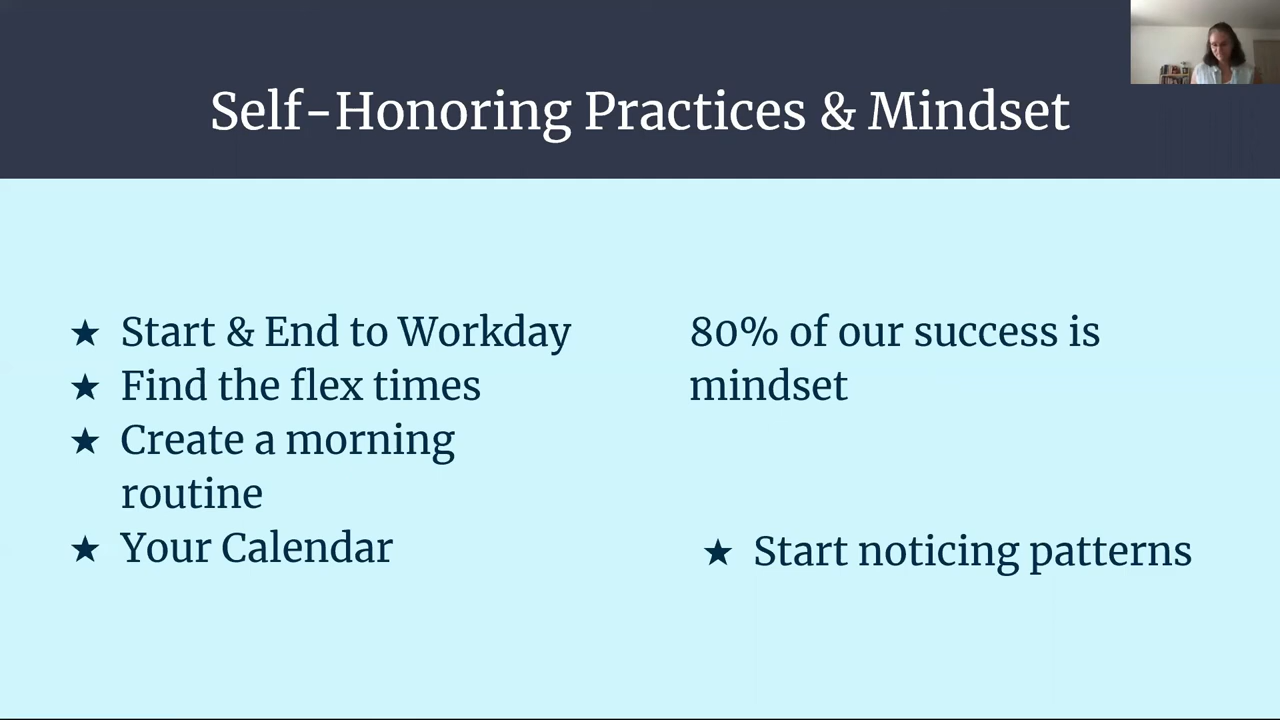 Self-Honoring Practices & Mindset
★ Start & End to Workday
★ Find the flex times
★ Create a morning
routine
★ Your Calendar
80% of our success is
mindset
★ Start noticing patterns